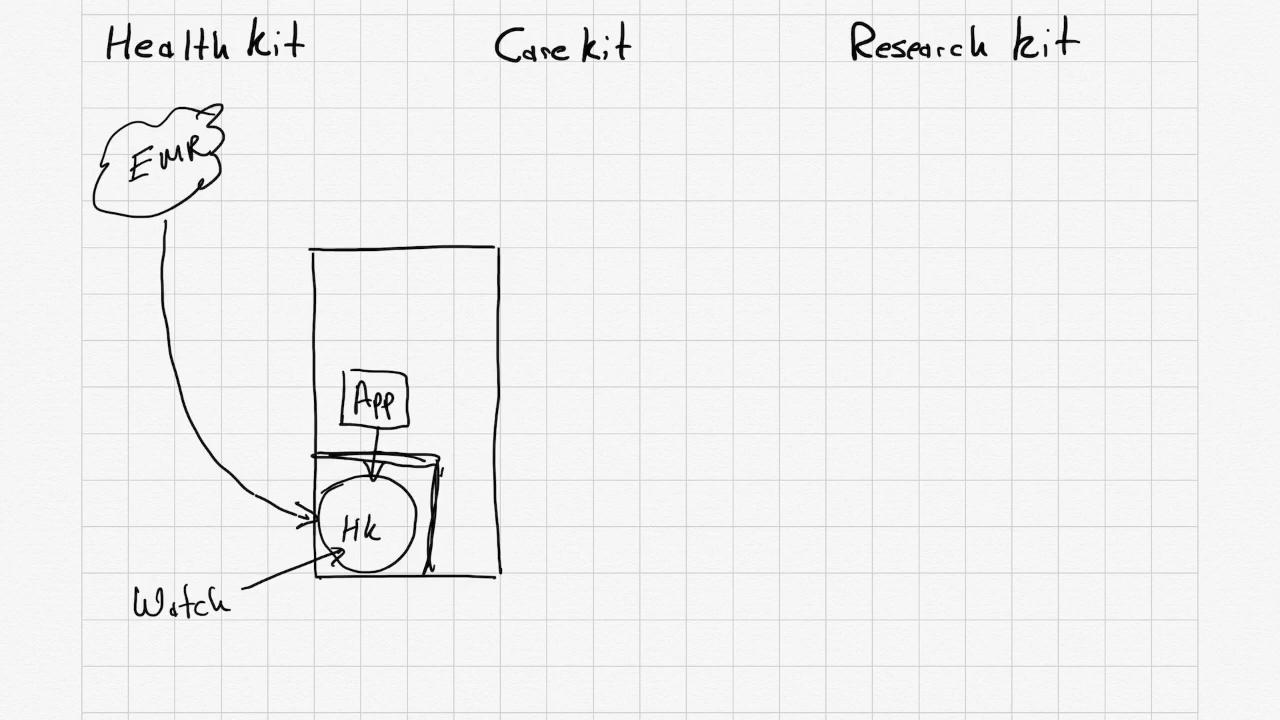 Health kit
Care kit
Research kit
EMR
App
Hk
Watch